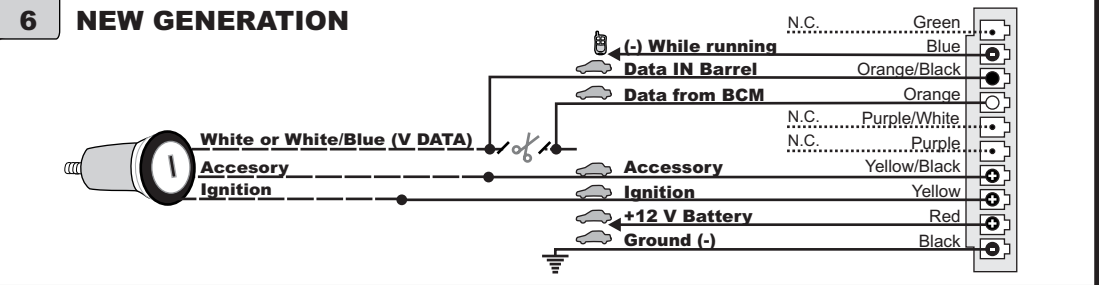 6 NEW GENERATION
N.C. Green
(-) While running Blue
Data IN Barrel Orange/Black
Data from BCM Orange
N.C. Purple/White
White or White/Blue (V DATA) N.C. Purple
Accesory Accessory Yellow/Black
Ignition Ignition Yellow
+12 V Battery Red
Ground (-) Black